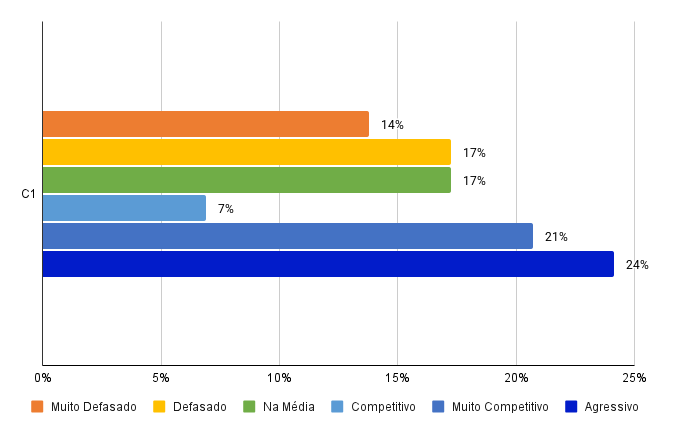 14%
17%
17%
C1
7%
21%
24%
0% 5% 10% 15% 20% 25%
Muito Defasado Defasado Na Média Competitivo Muito Competitivo Agressivo